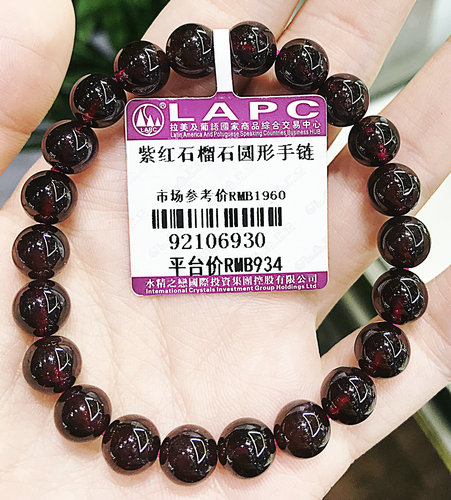 LAPC
LAPC
拉美及葡語國家商品綜合交易中心
Latin America And Potuguese Speaking Countries Business HUB
紫红石榴石圆形手链
市场参考价RMB1960
92106930
平台价RMB934
水精之戀國際投資集團控股有限公司
International Crystals Investment Group Holdings Ltd